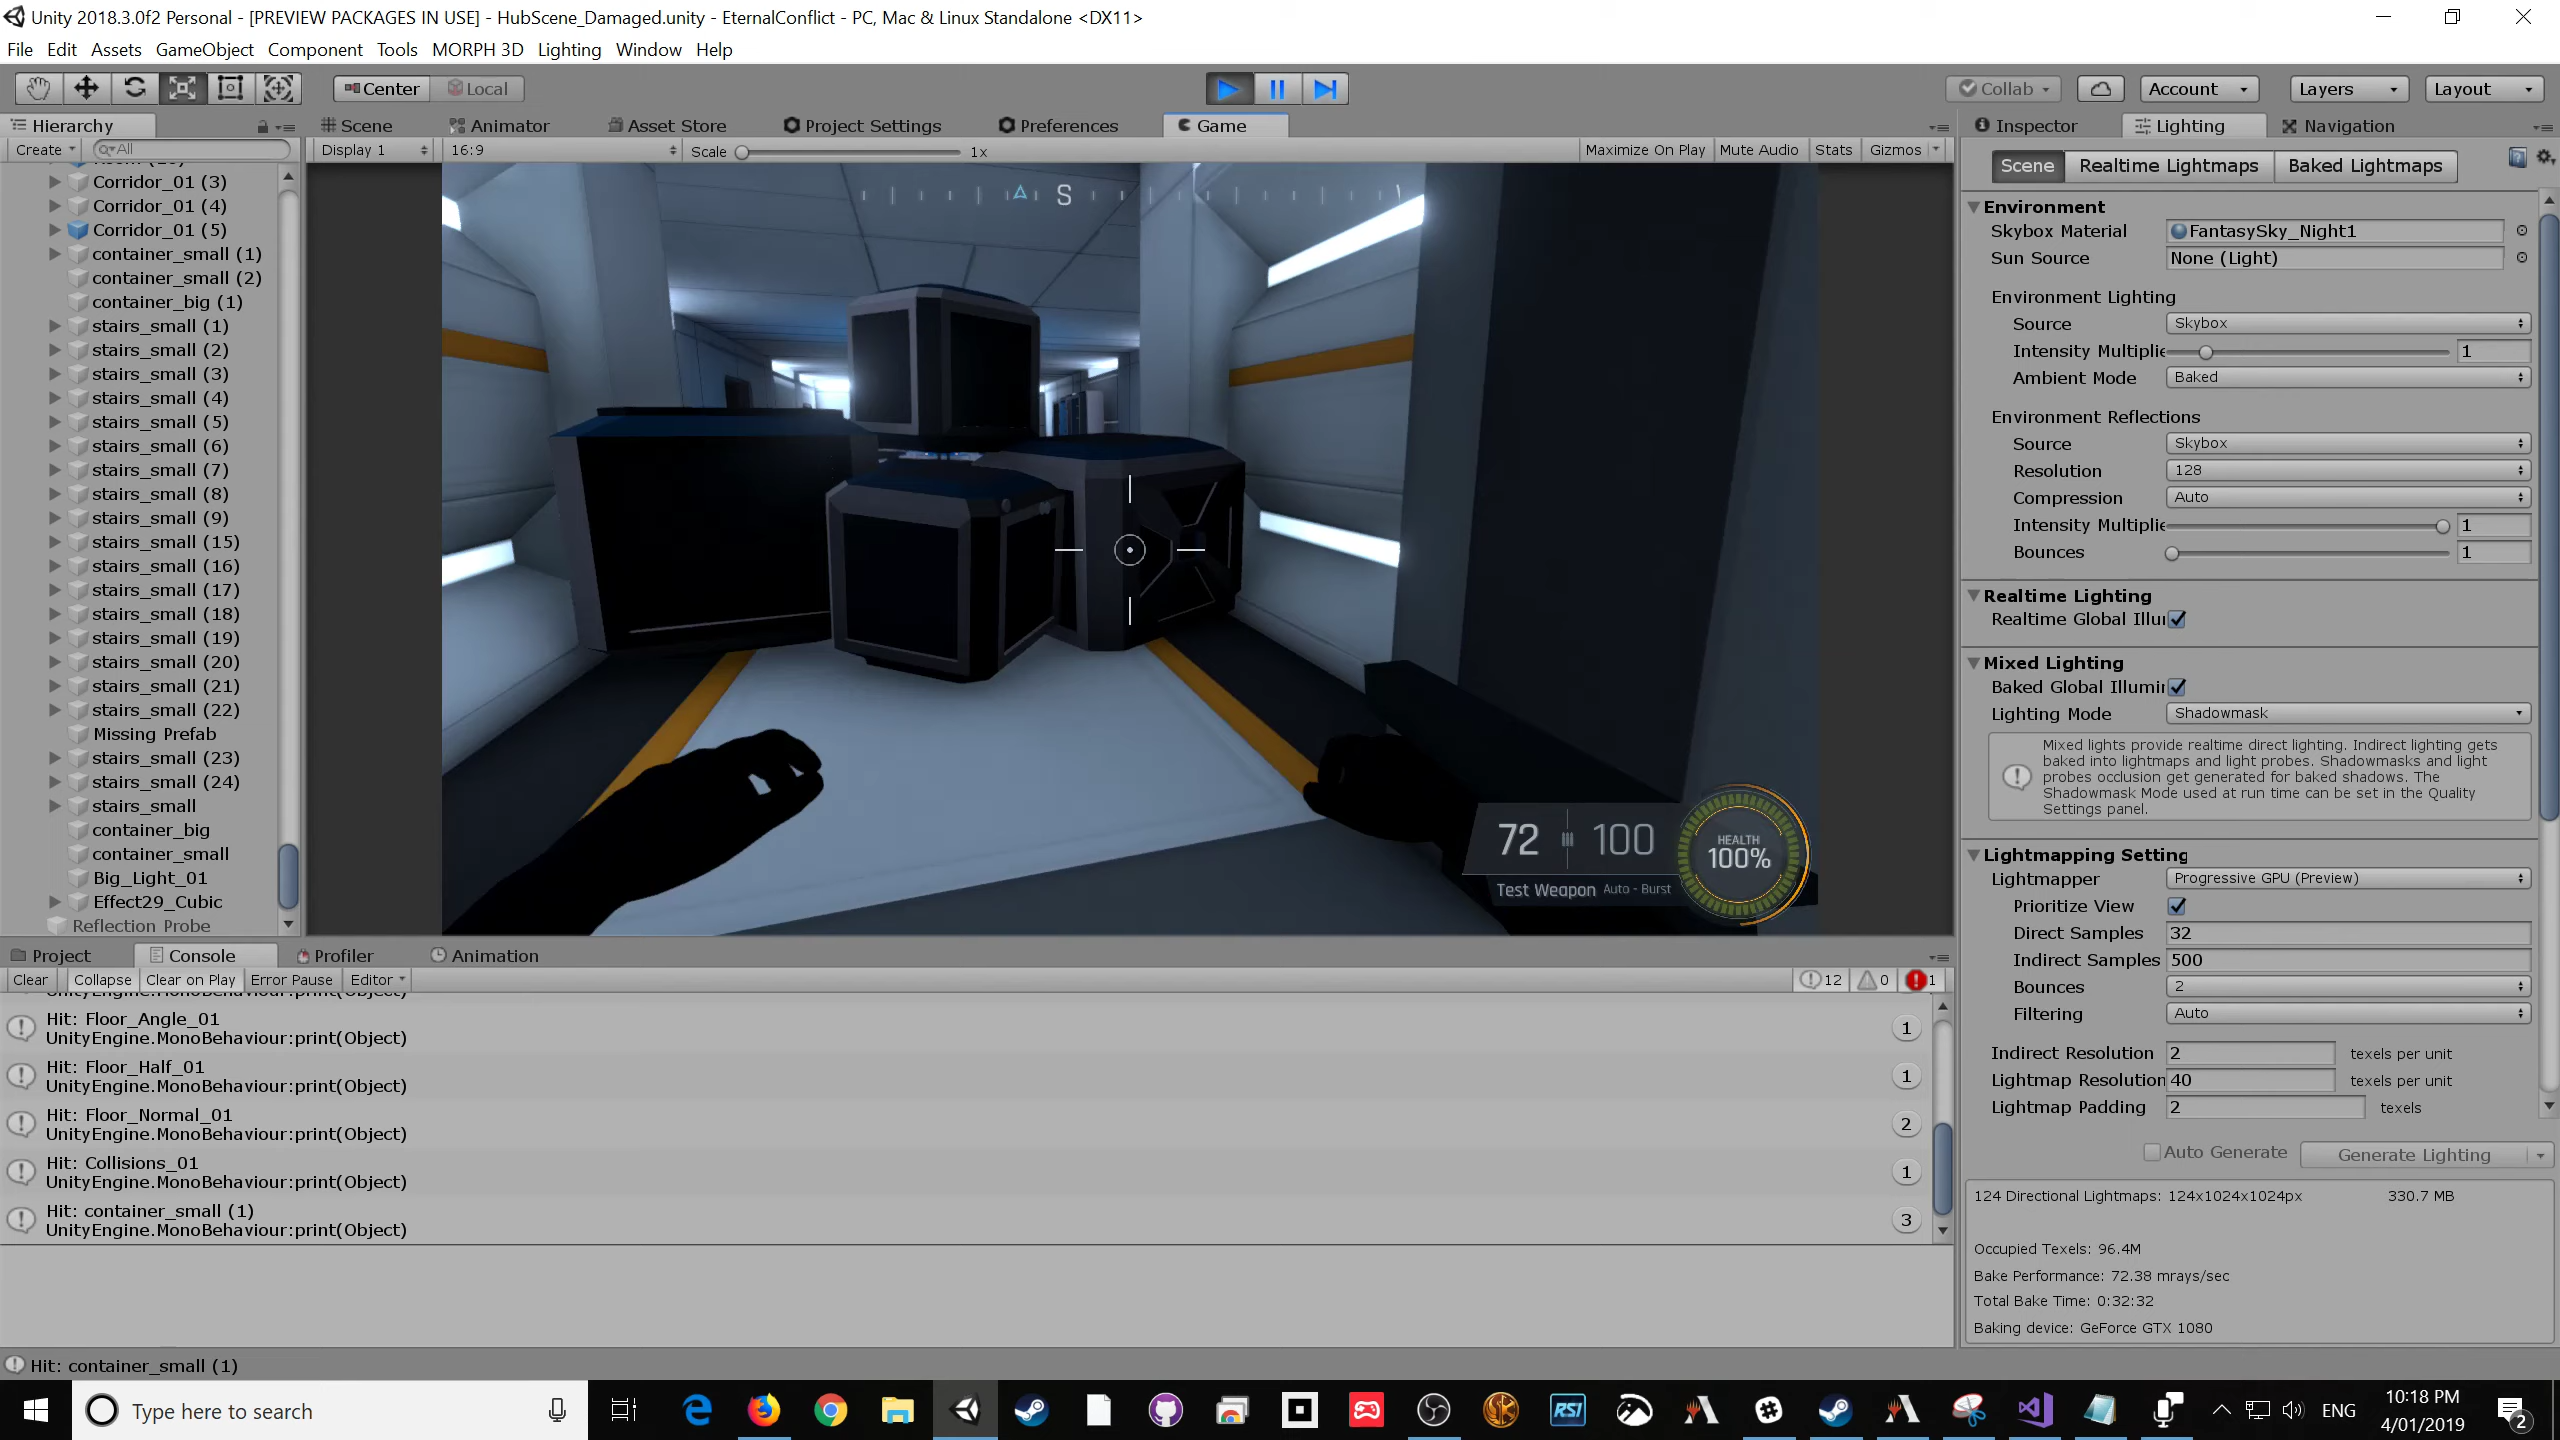 Unity 2018.3.0f2 Personal - [PREVIEW PACKAGES IN USE] - HubScene_Damaged.unity - EternalConflict - PC, Mac & Linux Standalone <DX11>
File Edit Assets GameObject Component Tools MORPH 3D Lighting Window Help
Center Local Collab Account Layers Layout
Hierarchy Scene Animator Asset Store Project Settings Preferences Game Inspector Lighting Navigation
Create All Display 1 16:9 Scale 1x Maximize On Play Mute Audio Stats Gizmos
Scene Realtime Lightmaps Baked Lightmaps
Corridor_01 (3)
Corridor_01 (4)
Corridor_01 (5)
container_small (1)
container_small (2)
container_big (1)
stairs_small (1)
stairs_small (2)
stairs_small (3)
stairs_small (4)
stairs_small (5)
stairs_small (6)
stairs_small (7)
stairs_small (8)
stairs_small (9)
stairs_small (15)
stairs_small (16)
stairs_small (17)
stairs_small (18)
stairs_small (19)
stairs_small (20)
stairs_small (21)
stairs_small (22)
Missing Prefab
stairs_small (23)
stairs_small (24)
stairs_small
container_big
container_small
Big_Light_01
Effect29_Cubic
Reflection Probe
S
72 100
HEALTH
100%
Test Weapon Auto - Burst
Environment
Skybox Material FantasySky_Night1
Sun Source None (Light)
Environment Lighting
Source Skybox
Intensity Multiplie 1
Ambient Mode Baked
Environment Reflections
Source Skybox
Resolution 128
Compression Auto
Intensity Multiplie 1
Bounces 1
Realtime Lighting
Realtime Global Illu
Mixed Lighting
Baked Global Illumi
Lighting Mode Shadowmask
Mixed lights provide realtime direct lighting. Indirect lighting gets
baked into lightmaps and light probes. Shadowmasks and light
probes occlusion get generated for baked shadows. The
Shadowmask Mode used at run time can be set in the Quality
Settings panel.
Lightmapping Setting
Lightmapper Progressive GPU (Preview)
Prioritize View
Direct Samples 32
Indirect Samples 500
Bounces 2
Filtering Auto
Indirect Resolution 2 texels per unit
Lightmap Resolution 40 texels per unit
Lightmap Padding 2 texels
Auto Generate Generate Lighting
124 Directional Lightmaps: 124x1024x1024px 330.7 MB
Occupied Texels: 96.4M
Bake Performance: 72.38 mrays/sec
Total Bake Time: 0:32:32
Baking device: GeForce GTX 1080
Project Console Profiler Animation
Clear Collapse Clear on Play Error Pause Editor 12 0 1
UnityEngine.MonoBehaviour:print(Object)
Hit: Floor_Angle_01
UnityEngine.MonoBehaviour:print(Object) 1
Hit: Floor_Half_01
UnityEngine.MonoBehaviour:print(Object) 1
Hit: Floor_Normal_01
UnityEngine.MonoBehaviour:print(Object) 2
Hit: Collisions_01
UnityEngine.MonoBehaviour:print(Object) 1
Hit: container_small (1)
UnityEngine.MonoBehaviour:print(Object) 3
Hit: container_small (1)
Type here to search
RSI
ENG
10:18 PM
4/01/2019
2